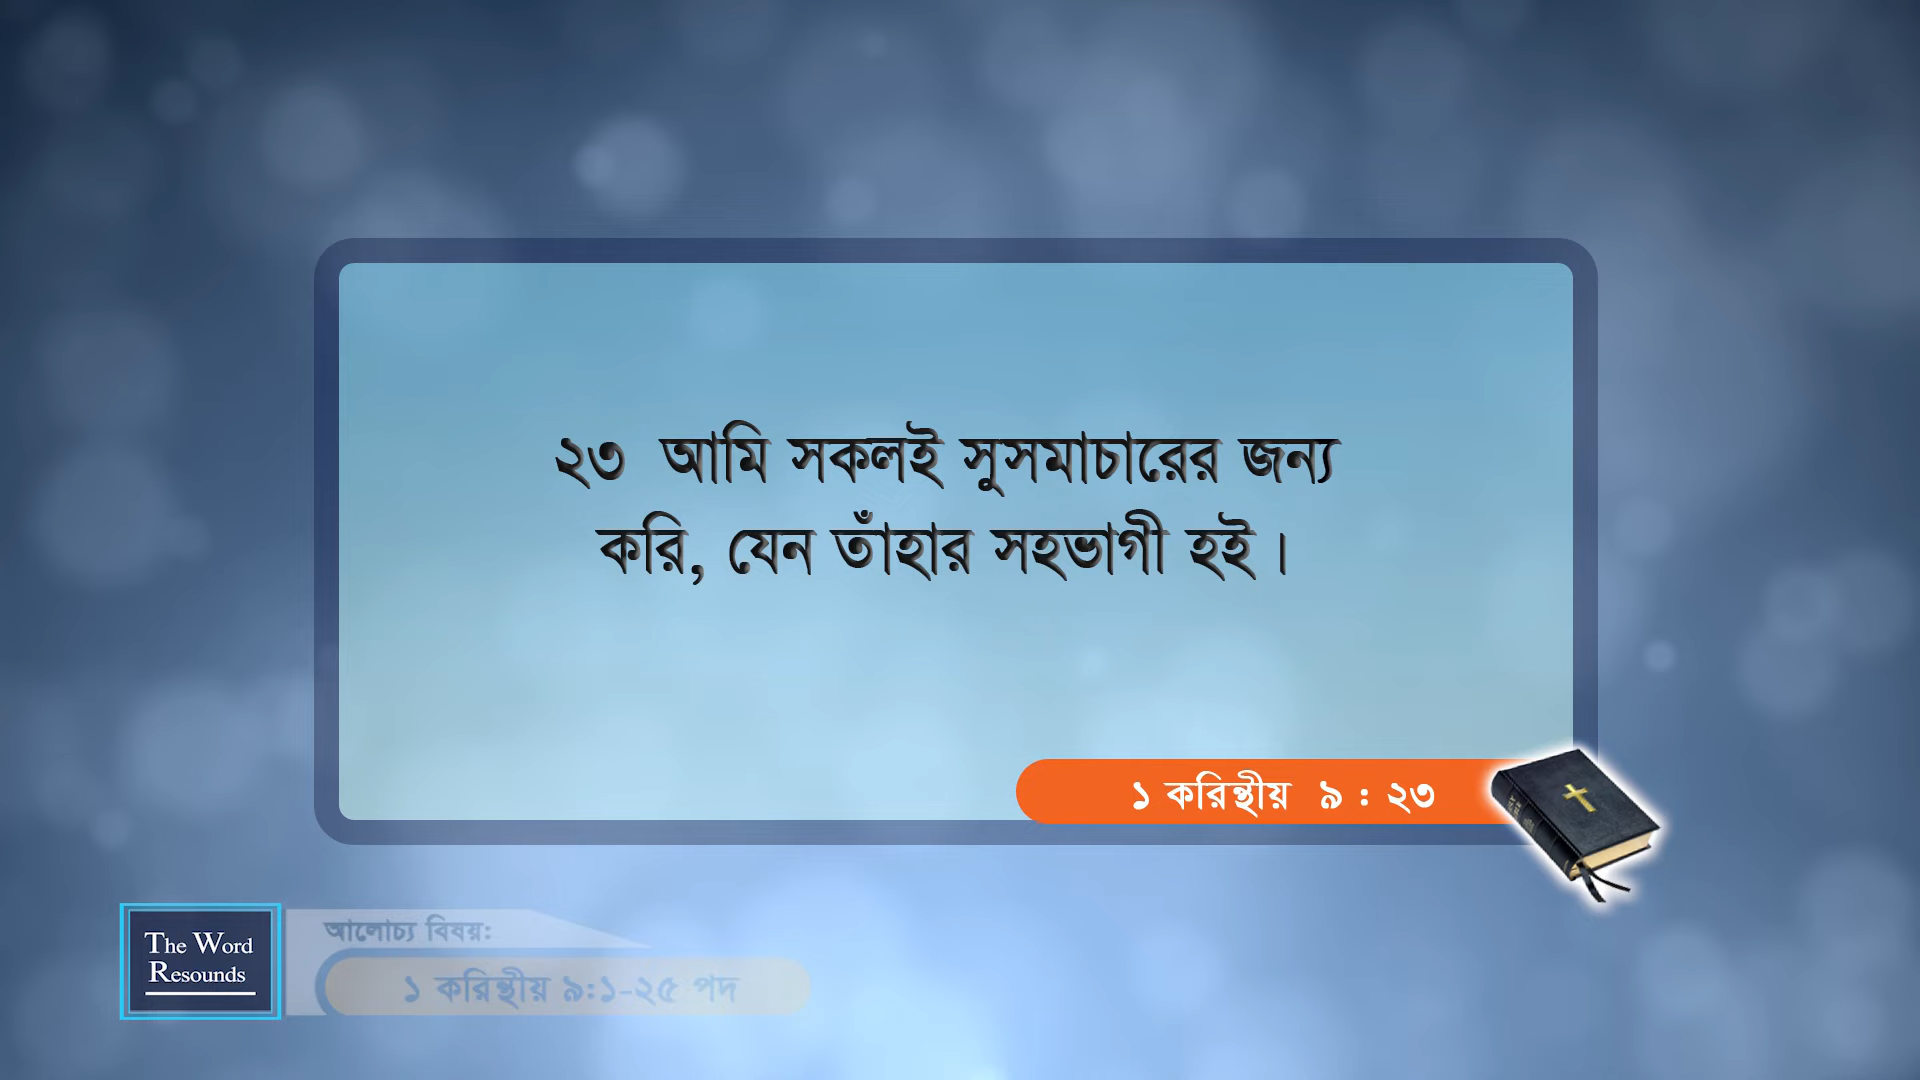 ২৩ আমি সকলই সুসমাচারের জন্য
করি, যেন তাঁহার সহভাগী হই।
১ করিন্থীয় ৯ : ২৩
The Word
Resounds
আলোচ্য বিষয়:
১ করিন্থীয় ৯:১-২৫ পদ